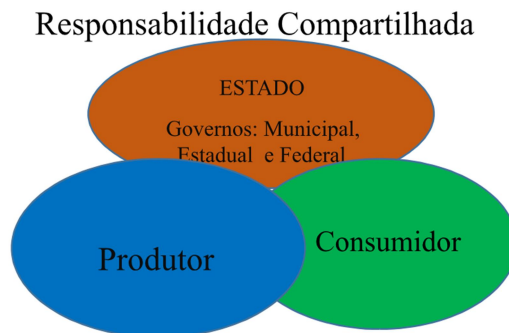 Responsabilidade Compartilhada
ESTADO
Governos: Municipal,
Estadual e Federal
Produtor
Consumidor